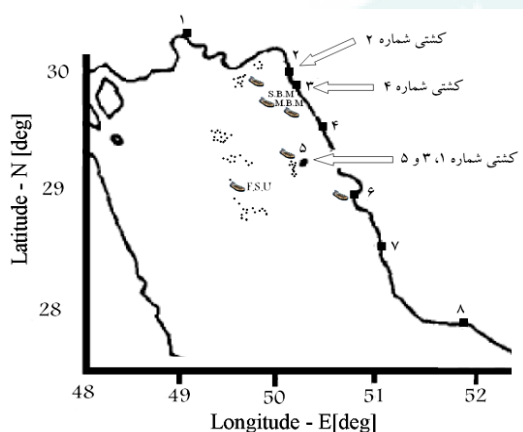 ۱
کشتی شماره ۲
۲
30
کشتی شماره ۴
۳
S.B.M
M.B.M
۴
۵
کشتی شماره ۱، ۳ و ۵
29
F.S.U
۶
۷
28
۸
Latitude - N [deg]
48 49 50 51 52
Longitude - E[deg]